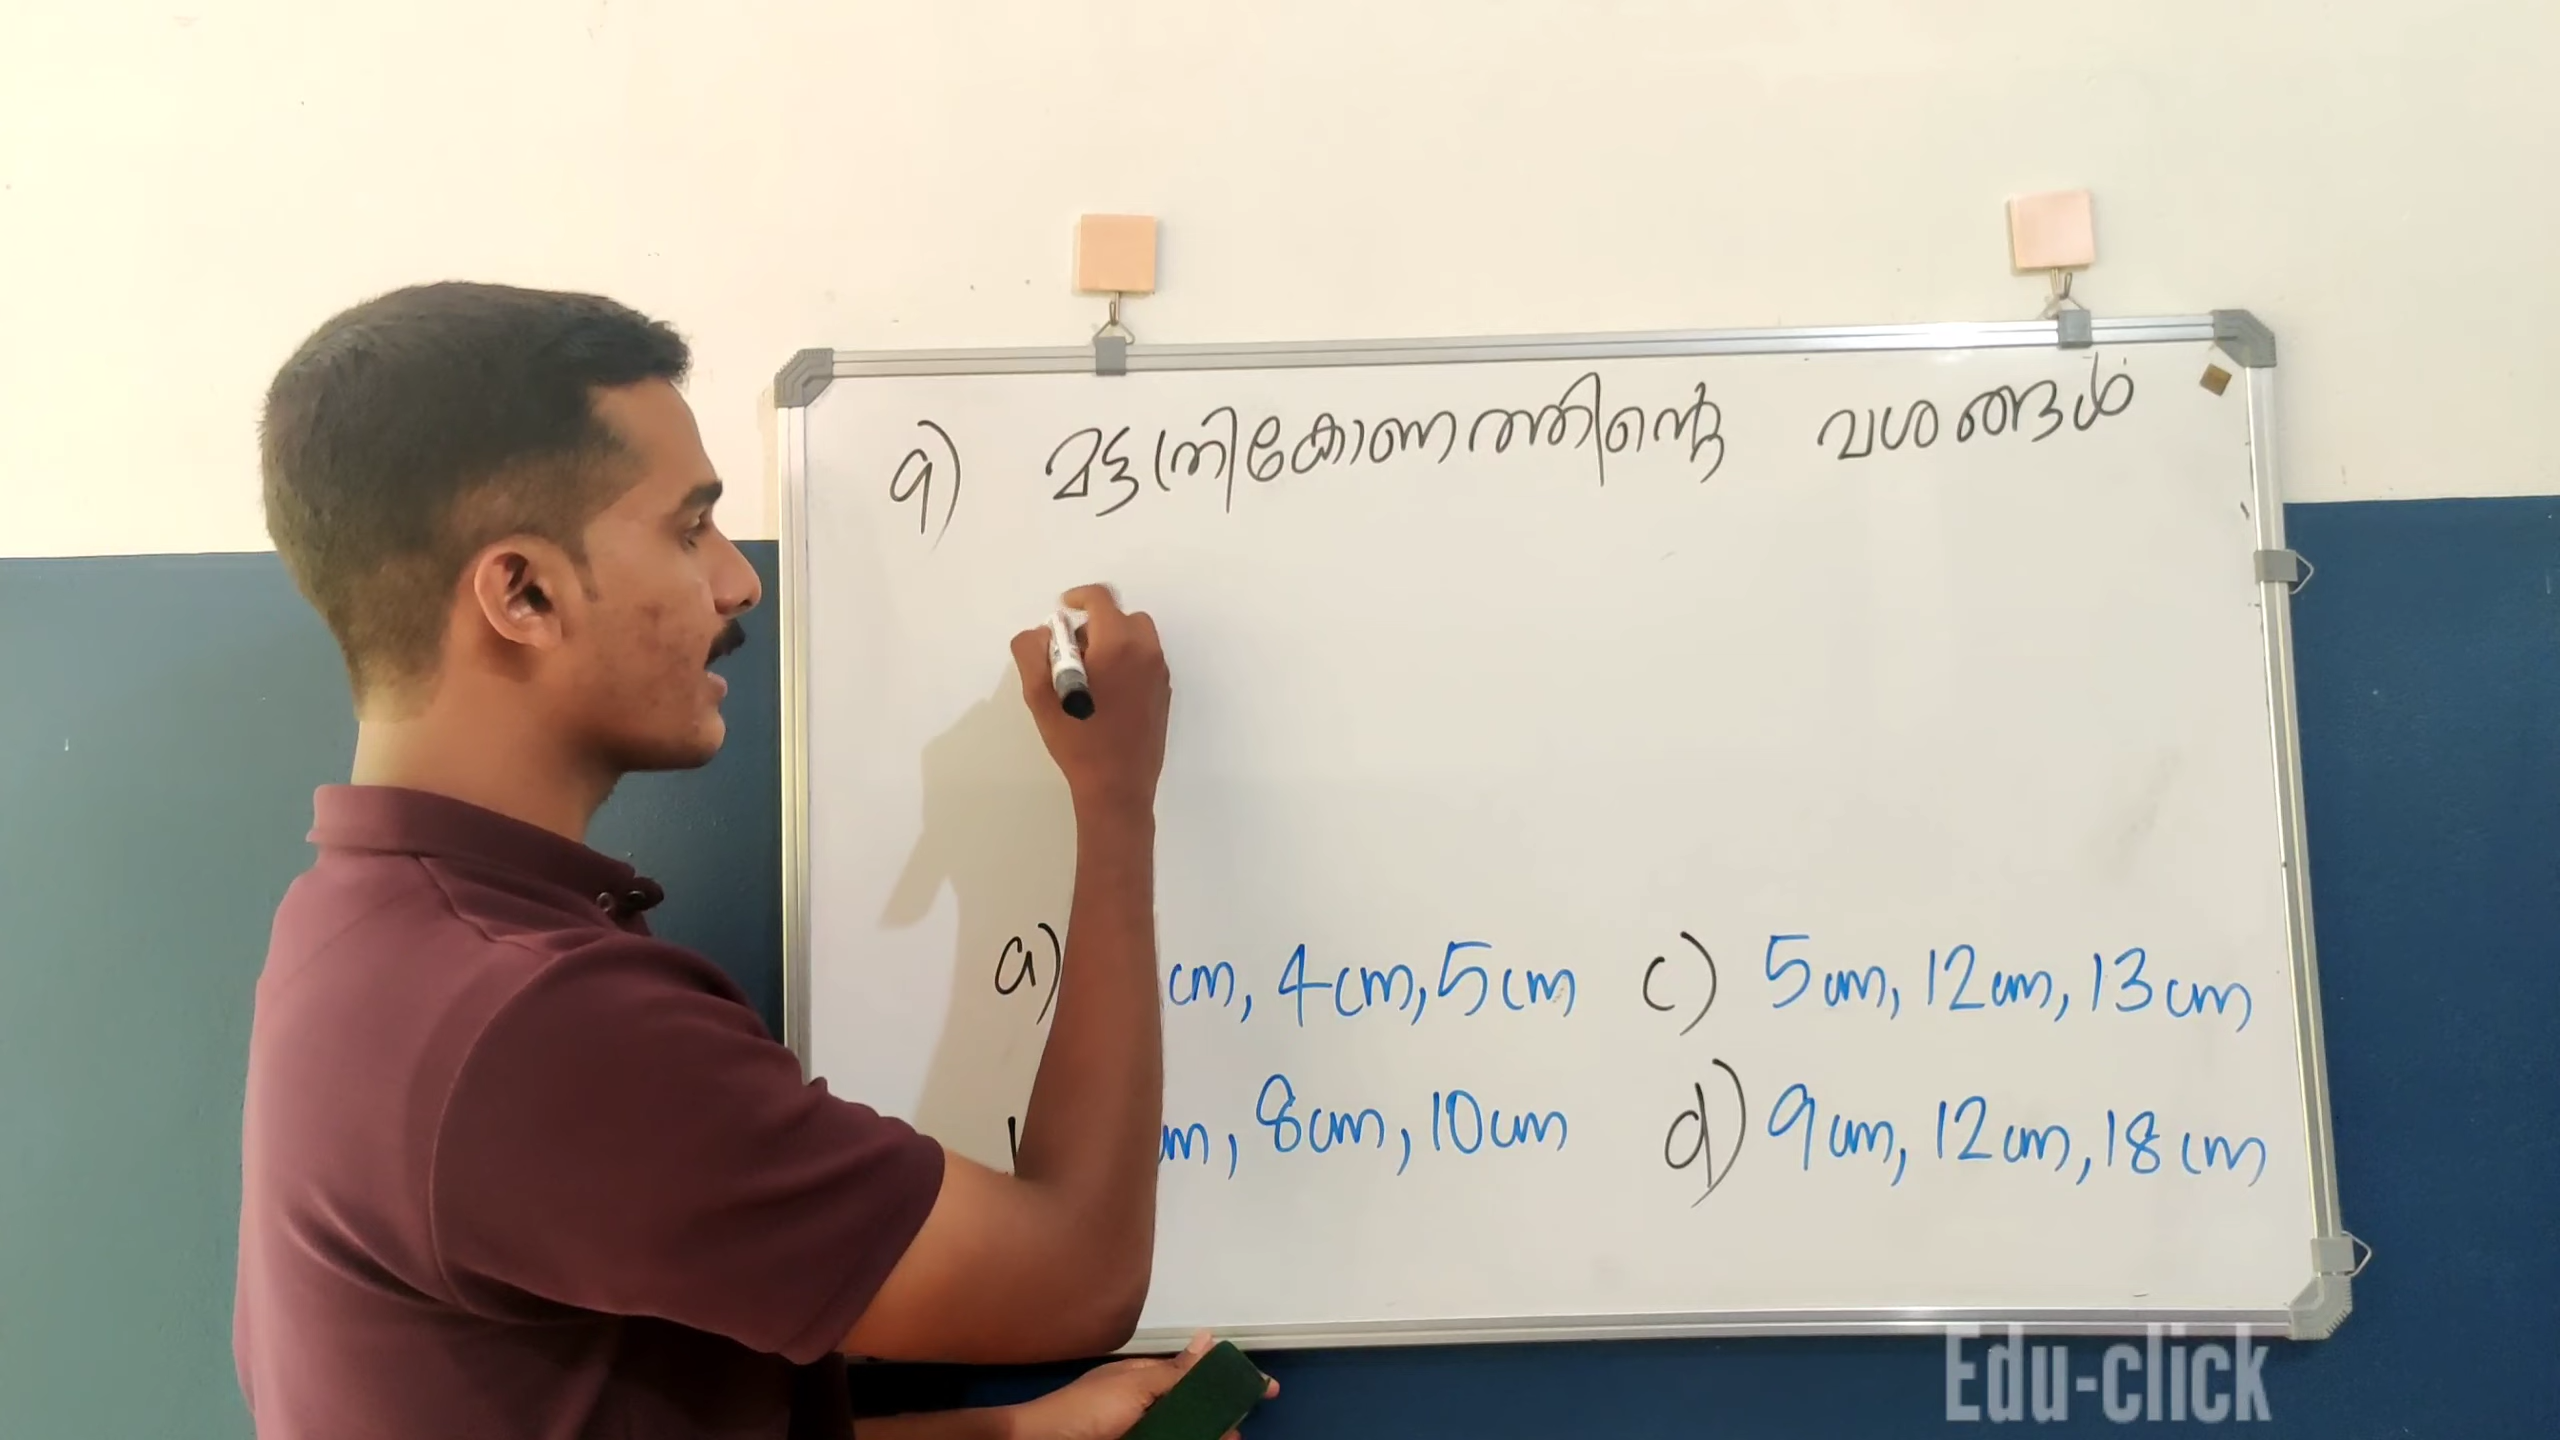 9) മട്ടത്രികോണത്തിന്റെ വശങ്ങൾ
a) cm, 4cm, 5cm c) 5cm, 12cm, 13cm
m, 8cm, 10cm d) 9cm, 12cm, 18cm
Edu-click